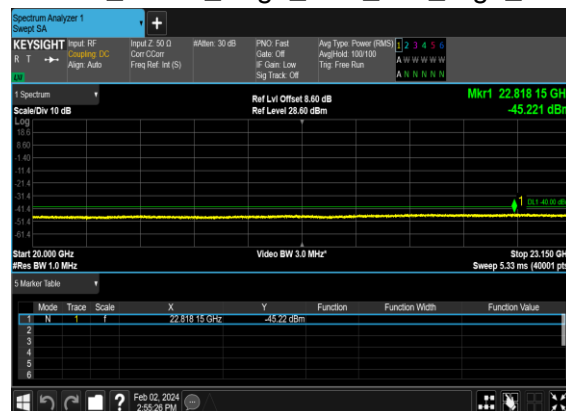 Spectrum Analyzer 1
Swept SA
+
KEYSIGHT Input: RF Input Z: 50 Ω #Atten: 30 dB PNO: Fast Avg Type: Power (RMS) 1 2 3 4 5 6
R T Coupling: DC Corr CCorr Gate: Off Avg|Hold: 100/100 A W W W W W
Align: Auto Freq Ref: Int (S) IF Gain: Low Trig: Free Run
Sig Track: Off A N N N N N
1 Spectrum Ref Lvl Offset 8.60 dB Mkr1 22.818 15 GH
Scale/Div 10 dB Ref Level 28.60 dBm -45.221 dBm
Log
18.6
8.60
-1.40
-11.4
-21.4
-31.4
-41.4
-51.4
-61.4
1
DL1 -40.00 dB
Start 20.000 GHz Video BW 3.0 MHz* Stop 23.150 GH
#Res BW 1.0 MHz Sweep 5.33 ms (40001 pts
5 Marker Table
Mode Trace Scale X Y Function Function Width Function Value
1 N 1 f 22.818 15 GHz -45.22 dBm
2
3
4
5
6
? Feb 02, 2024
2:55:26 PM